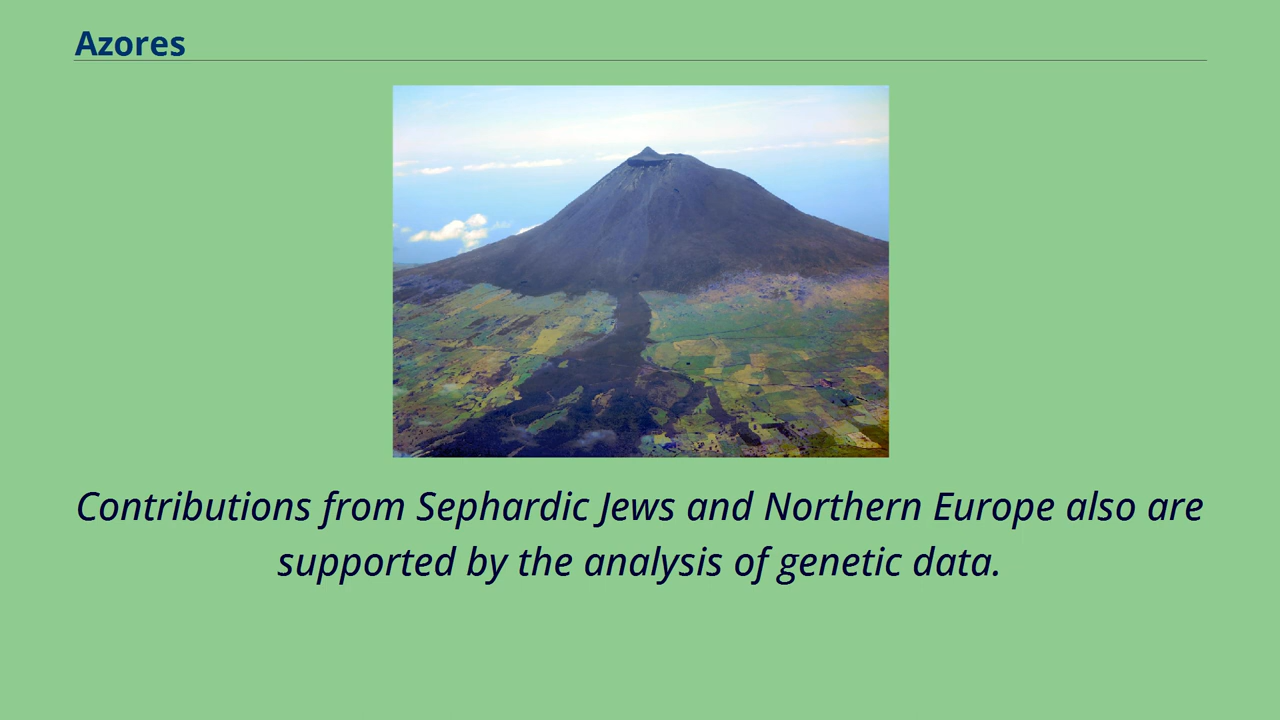 Azores
Contributions from Sephardic Jews and Northern Europe also are
supported by the analysis of genetic data.